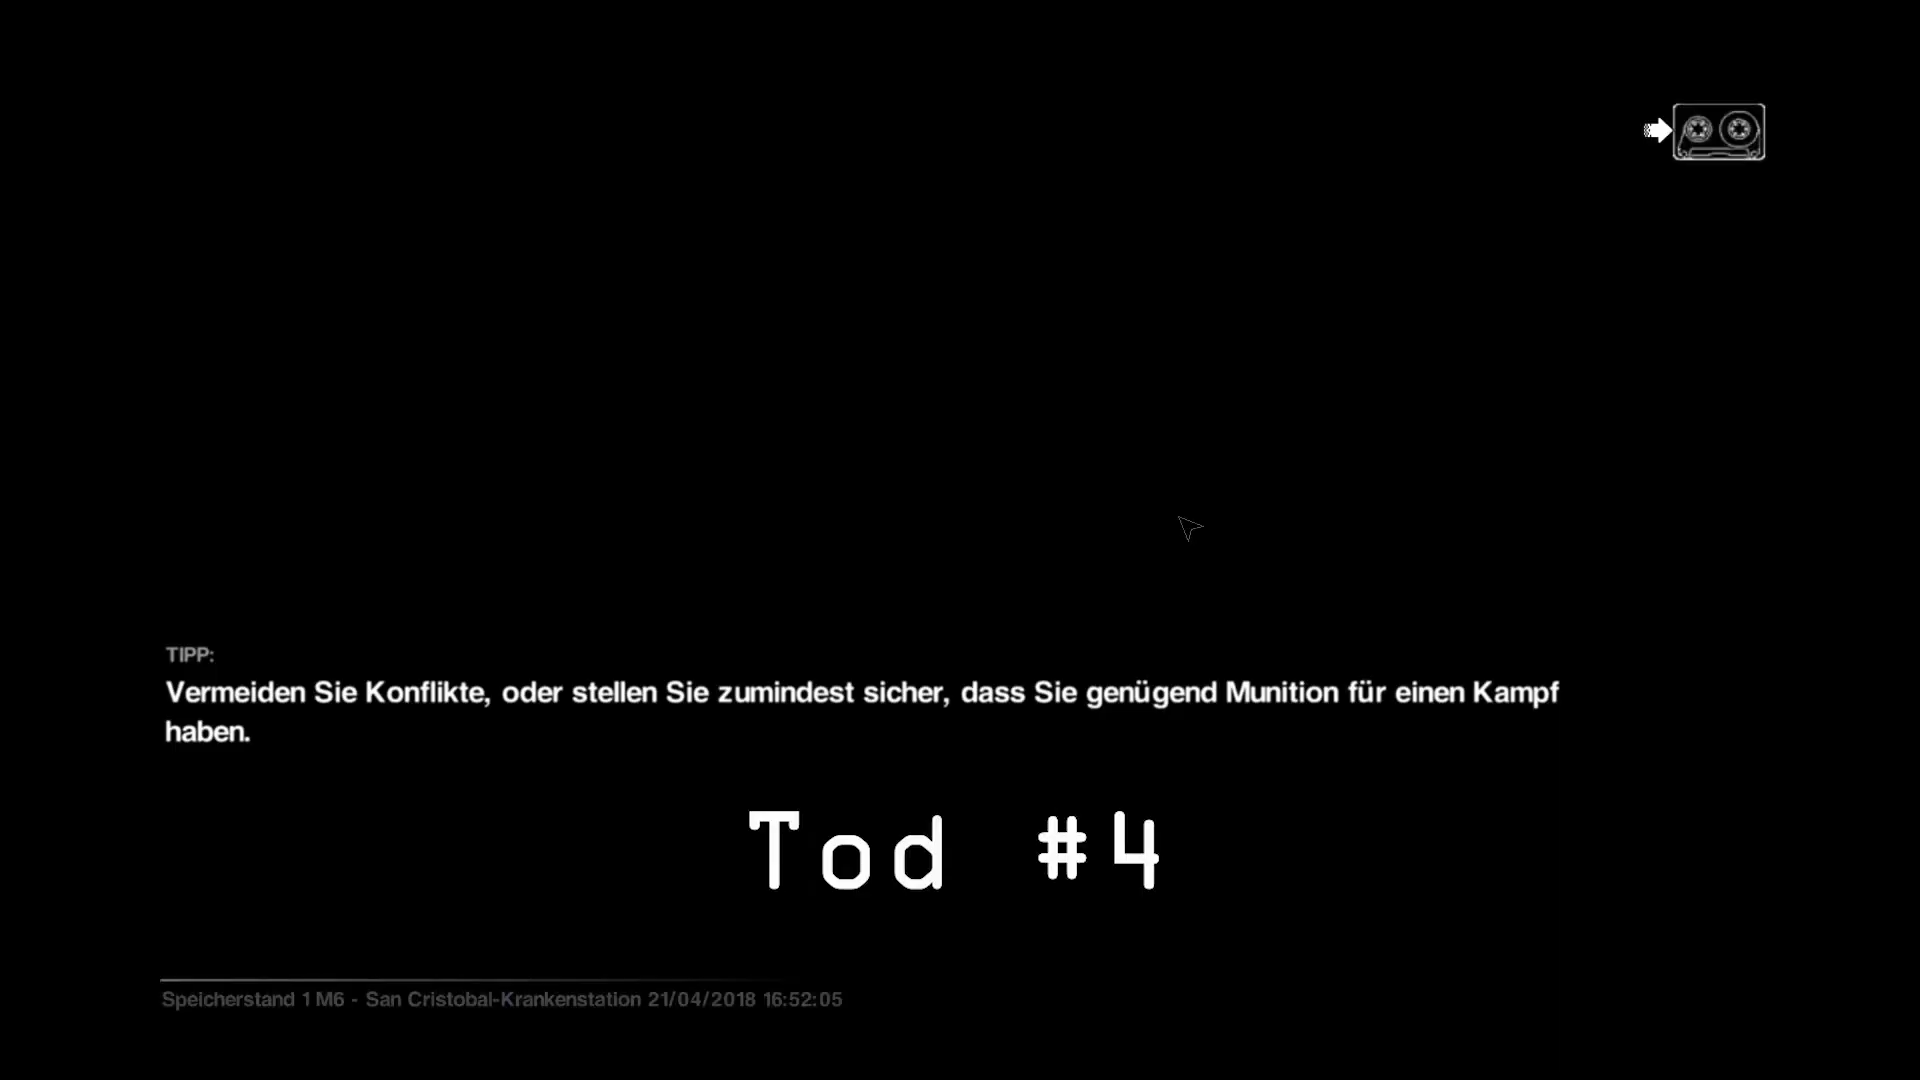 TIPP:
Vermeiden Sie Konflikte, oder stellen Sie zumindest sicher, dass Sie genügend Munition für einen Kampf
haben.
Tod #4
Speicherstand 1 M6 - San Cristobal-Krankenstation 21/04/2018 16:52:05